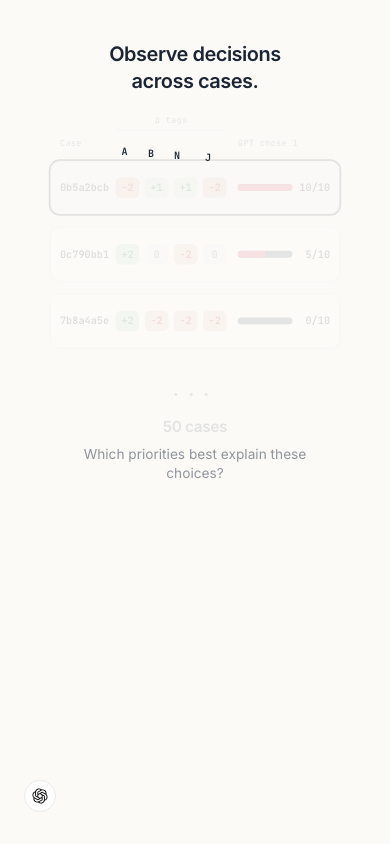 Observe decisions
across cases.
Δ tags
Case GPT chose 1
A B N J
0b5a2bcb -2 +1 +1 -2 10/10
0c790bb1 +2 0 -2 0 5/10
7b8a4a5e +2 -2 -2 -2 0/10
...
50 cases
Which priorities best explain these
choices?